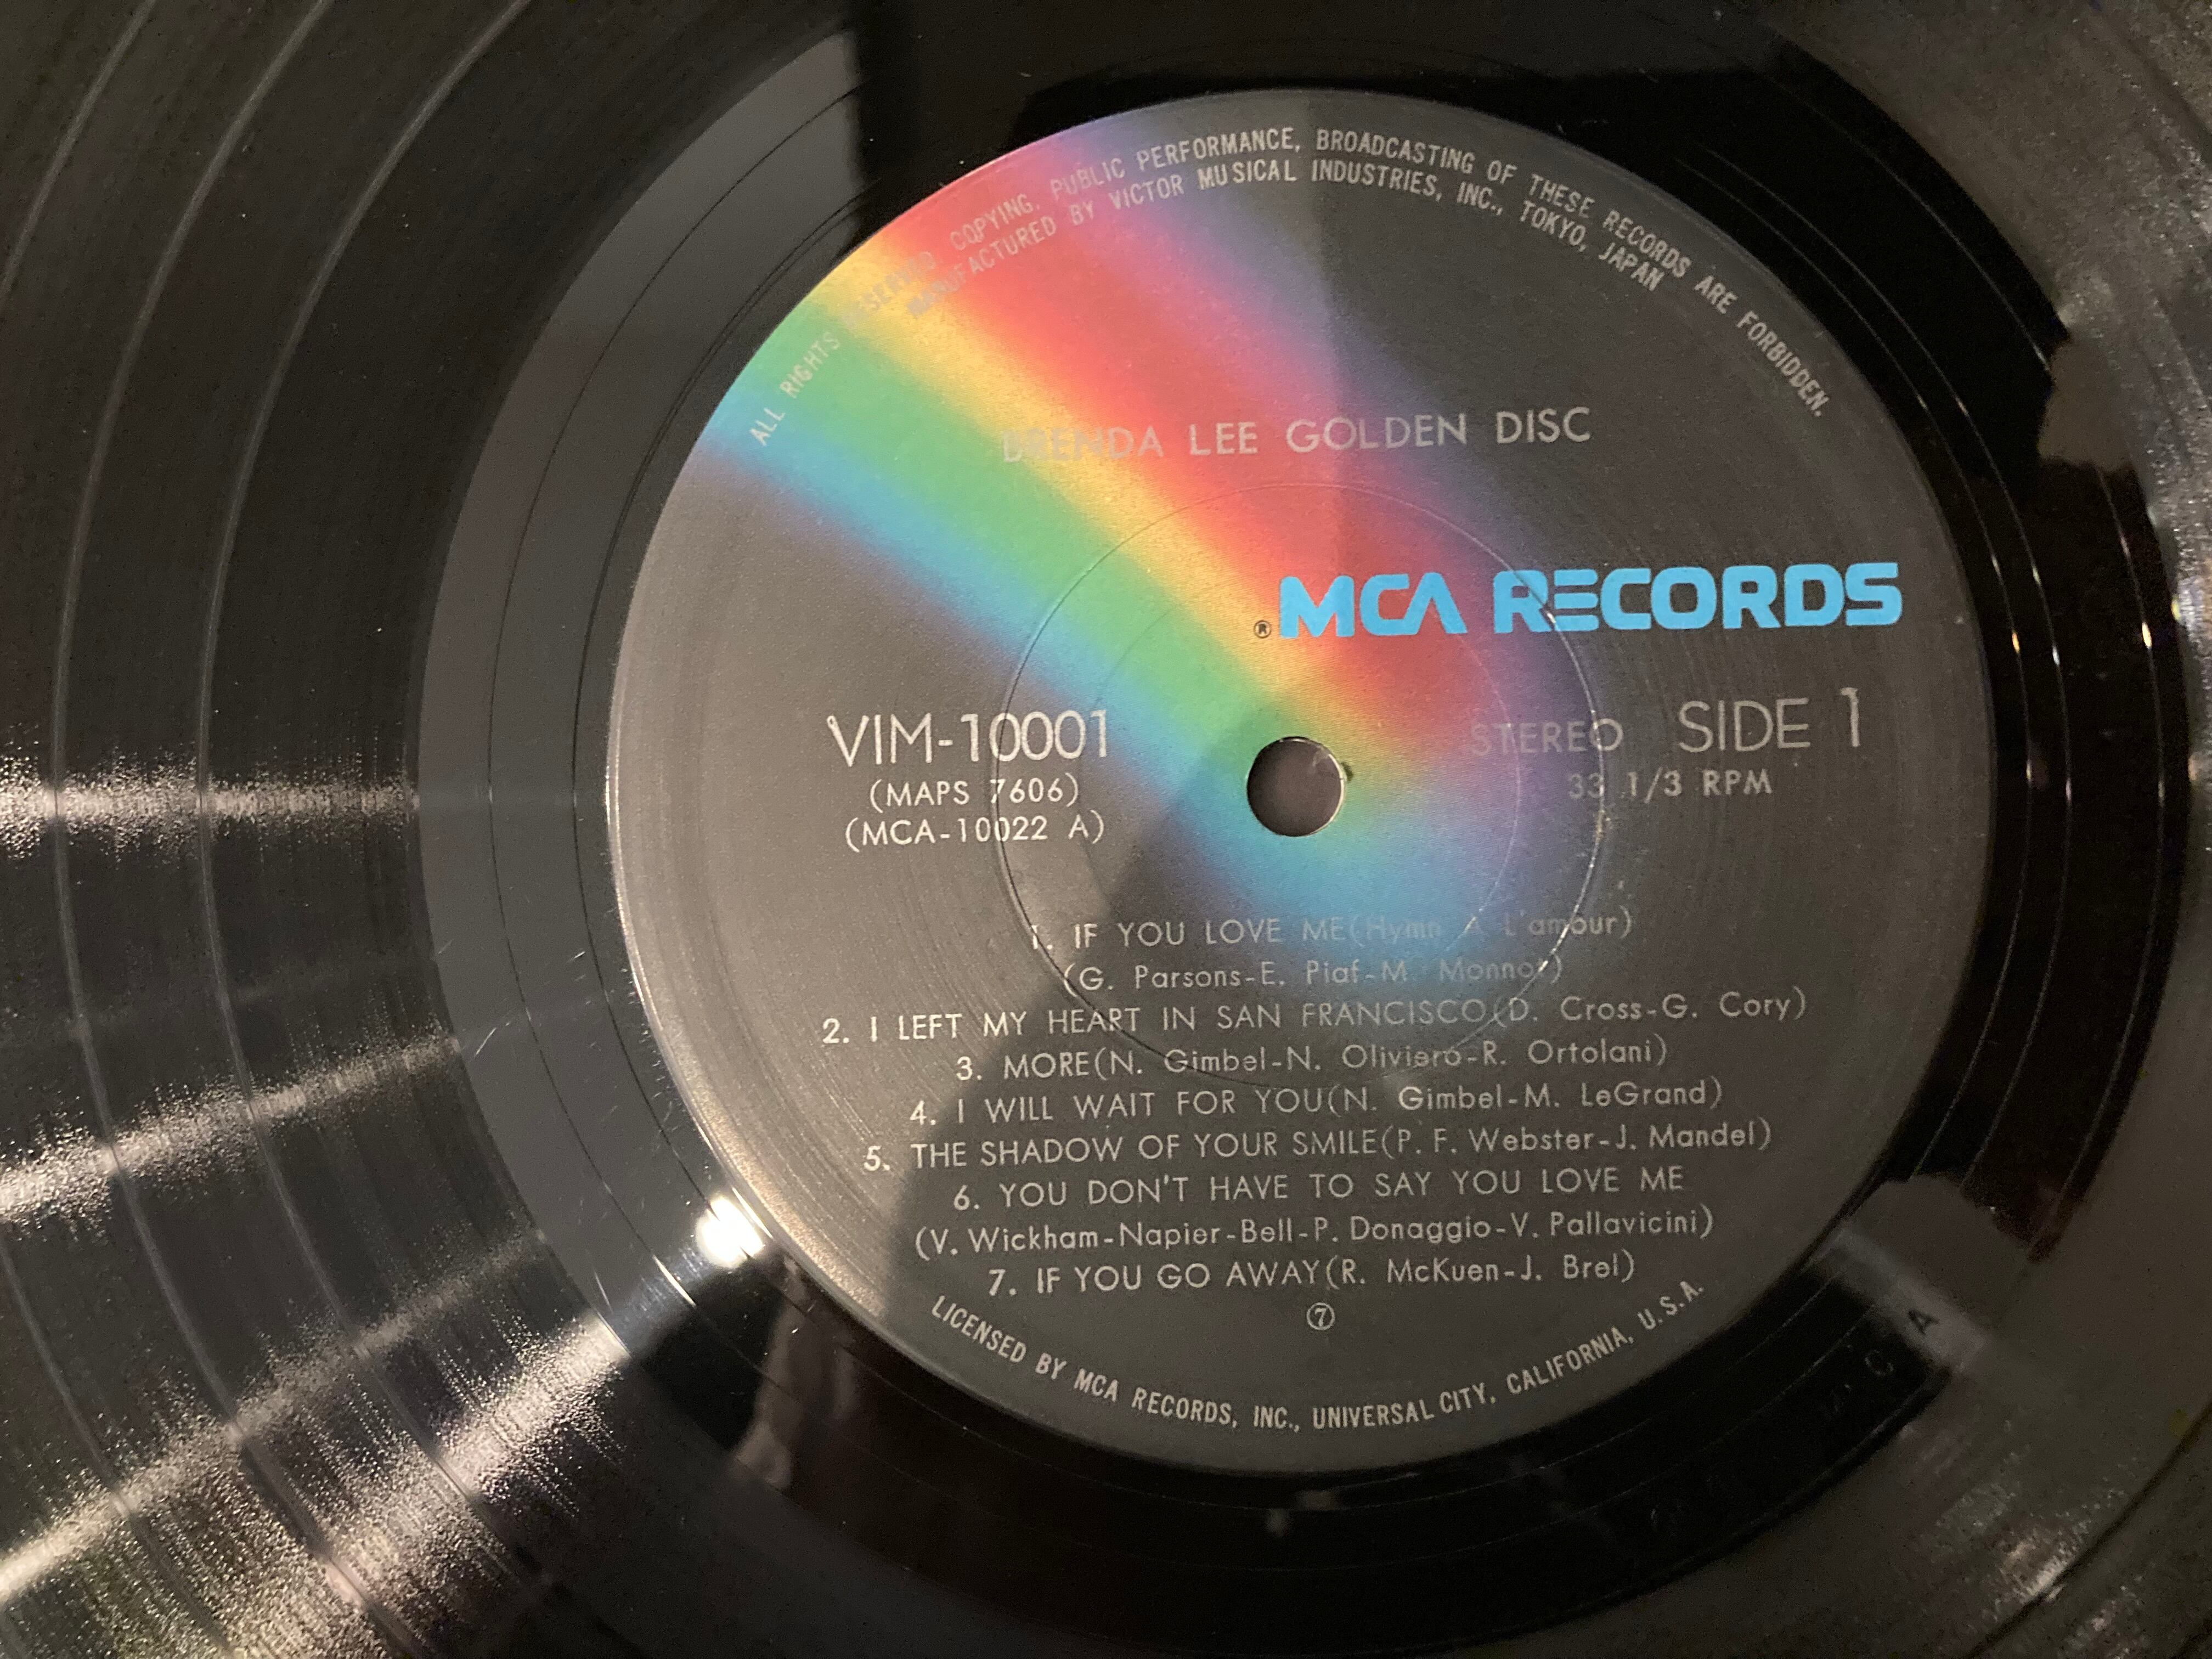 ALL RIGHTS RESERVED. COPYING, PUBLIC PERFORMANCE, BROADCASTING OF THESE RECORDS ARE FORBIDDEN.
MANUFACTURED BY VICTOR MUSICAL INDUSTRIES, INC., TOKYO, JAPAN
BRENDA LEE GOLDEN DISC
® MCA RECORDS
VIM-10001
(MAPS 7606)
(MCA-10022 A)
STEREO SIDE 1
33 1/3 RPM
1. IF YOU LOVE ME(Hymn A L'amour)
(G. Parsons-E. Piaf-M. Monnot)
2. I LEFT MY HEART IN SAN FRANCISCO(D. Cross-G. Cory)
3. MORE(N. Gimbel-N. Oliviero-R. Ortolani)
4. I WILL WAIT FOR YOU(N. Gimbel-M. LeGrand)
5. THE SHADOW OF YOUR SMILE(P. F. Webster-J. Mandel)
6. YOU DON'T HAVE TO SAY YOU LOVE ME
(V. Wickham-Napier-Bell-P. Donaggio-V. Pallavicini)
7. IF YOU GO AWAY(R. McKuen-J. Brel)
⑦
LICENSED BY MCA RECORDS, INC., UNIVERSAL CITY, CALIFORNIA, U.S.A.